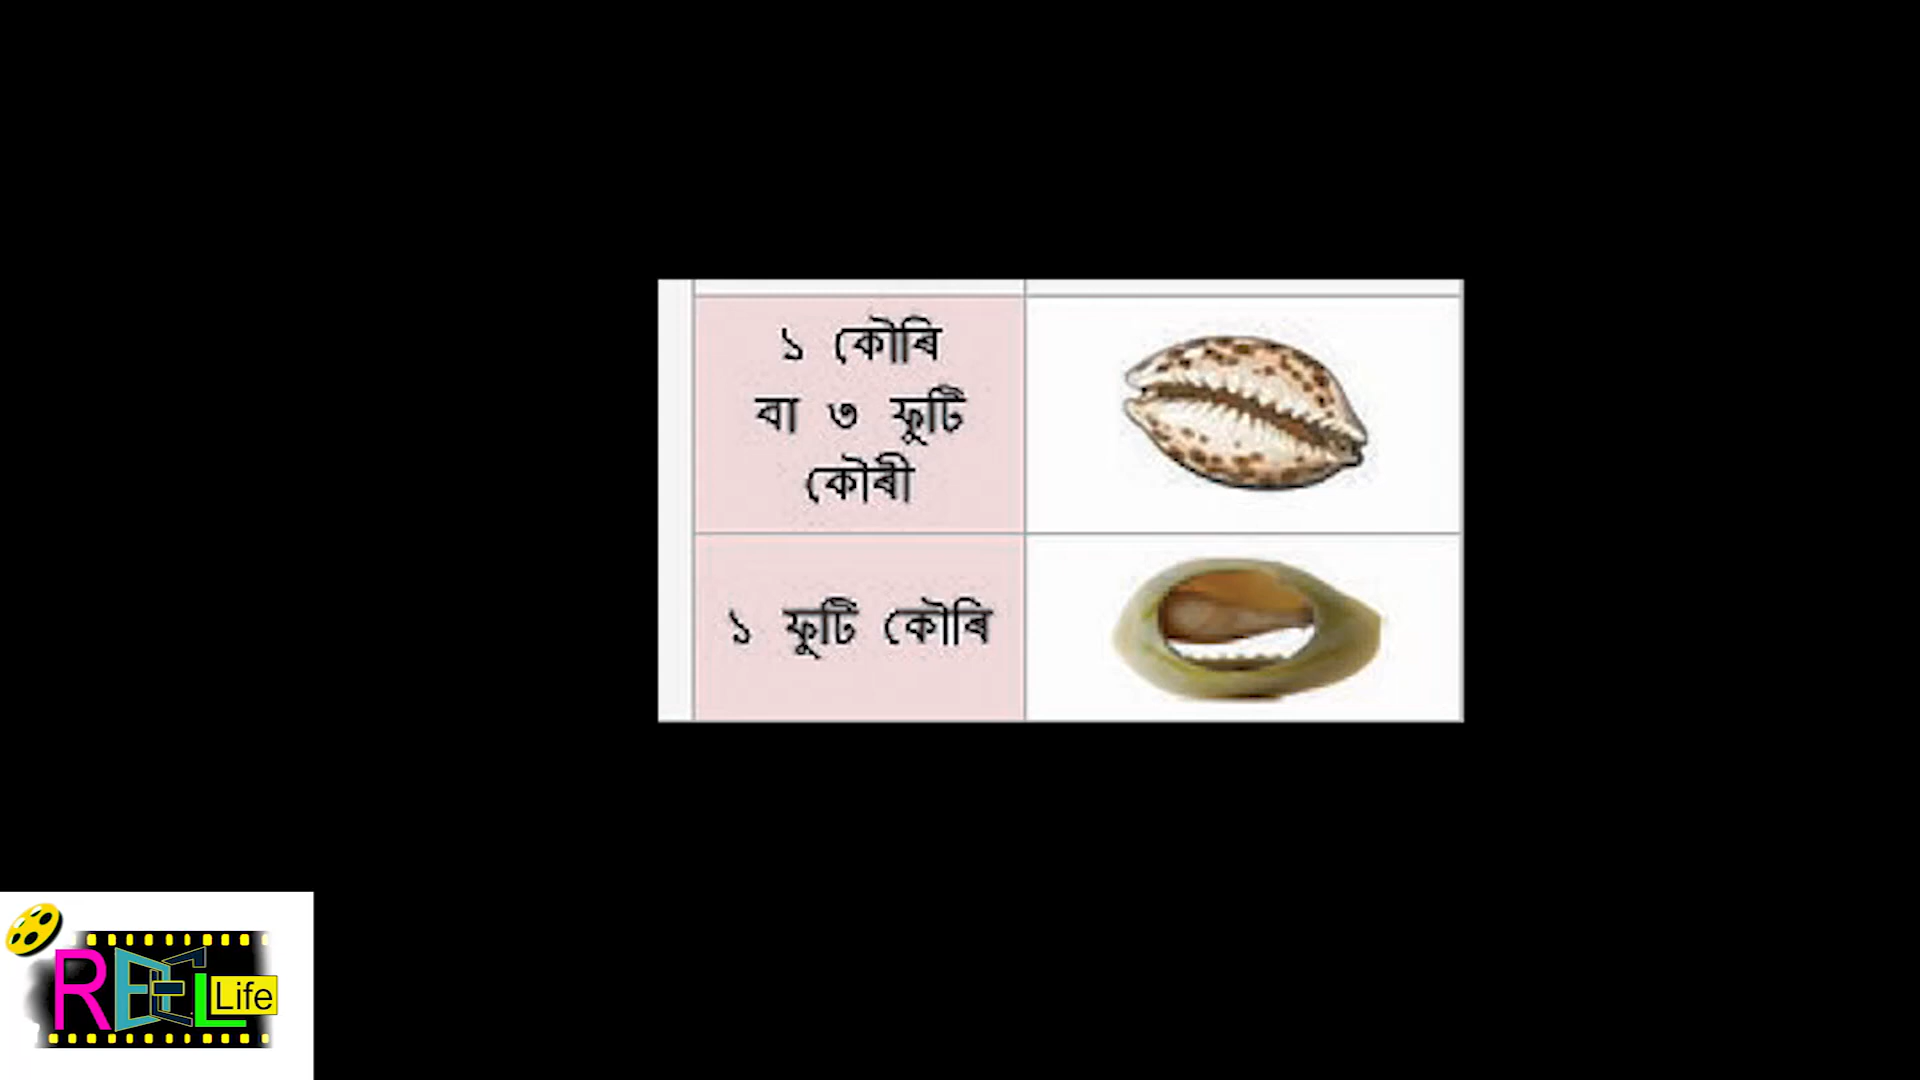 ১ কৌৰি
বা ৩ ফুটি
কৌৰী
১ ফুটি কৌৰি
REEL
Life